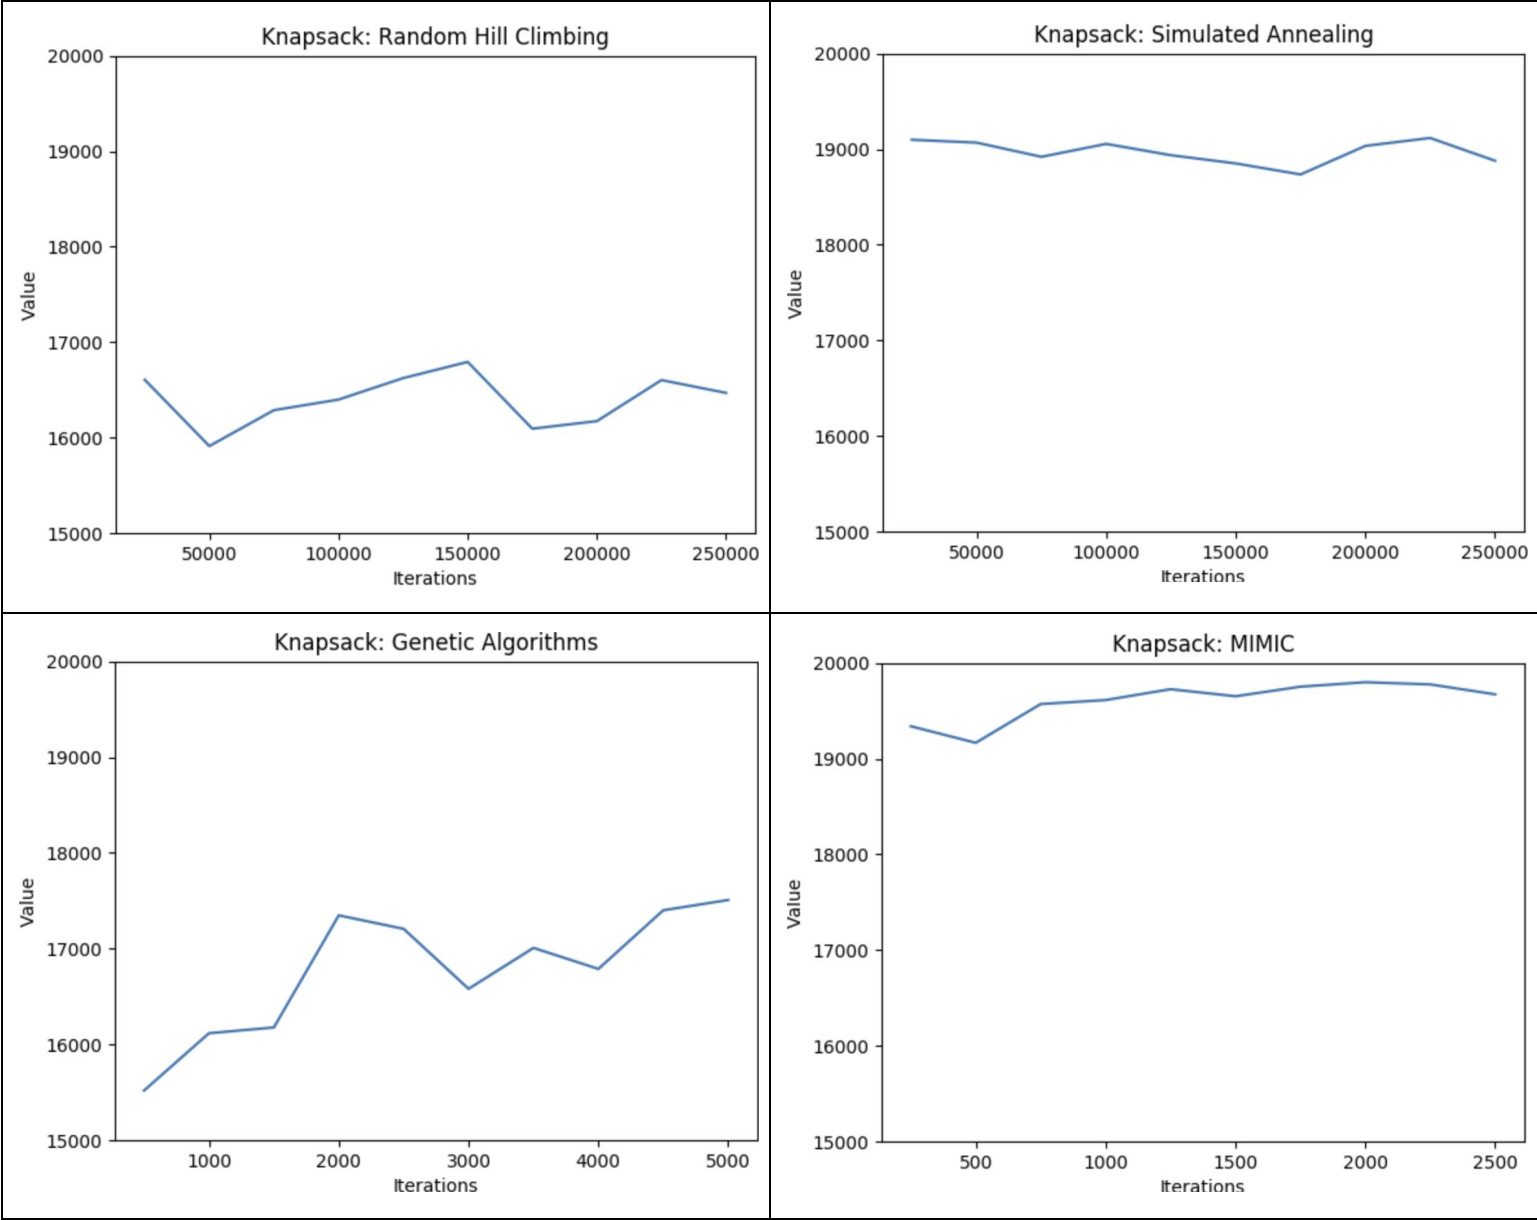 Knapsack: Random Hill Climbing
20000
19000
18000
17000
16000
15000
Value
50000 100000 150000 200000 250000
Iterations
Knapsack: Simulated Annealing
20000
19000
18000
17000
16000
15000
Value
50000 100000 150000 200000 250000
Iterations
Knapsack: Genetic Algorithms
20000
19000
18000
17000
16000
15000
Value
1000 2000 3000 4000 5000
Iterations
Knapsack: MIMIC
20000
19000
18000
17000
16000
15000
Value
500 1000 1500 2000 2500
Iterations